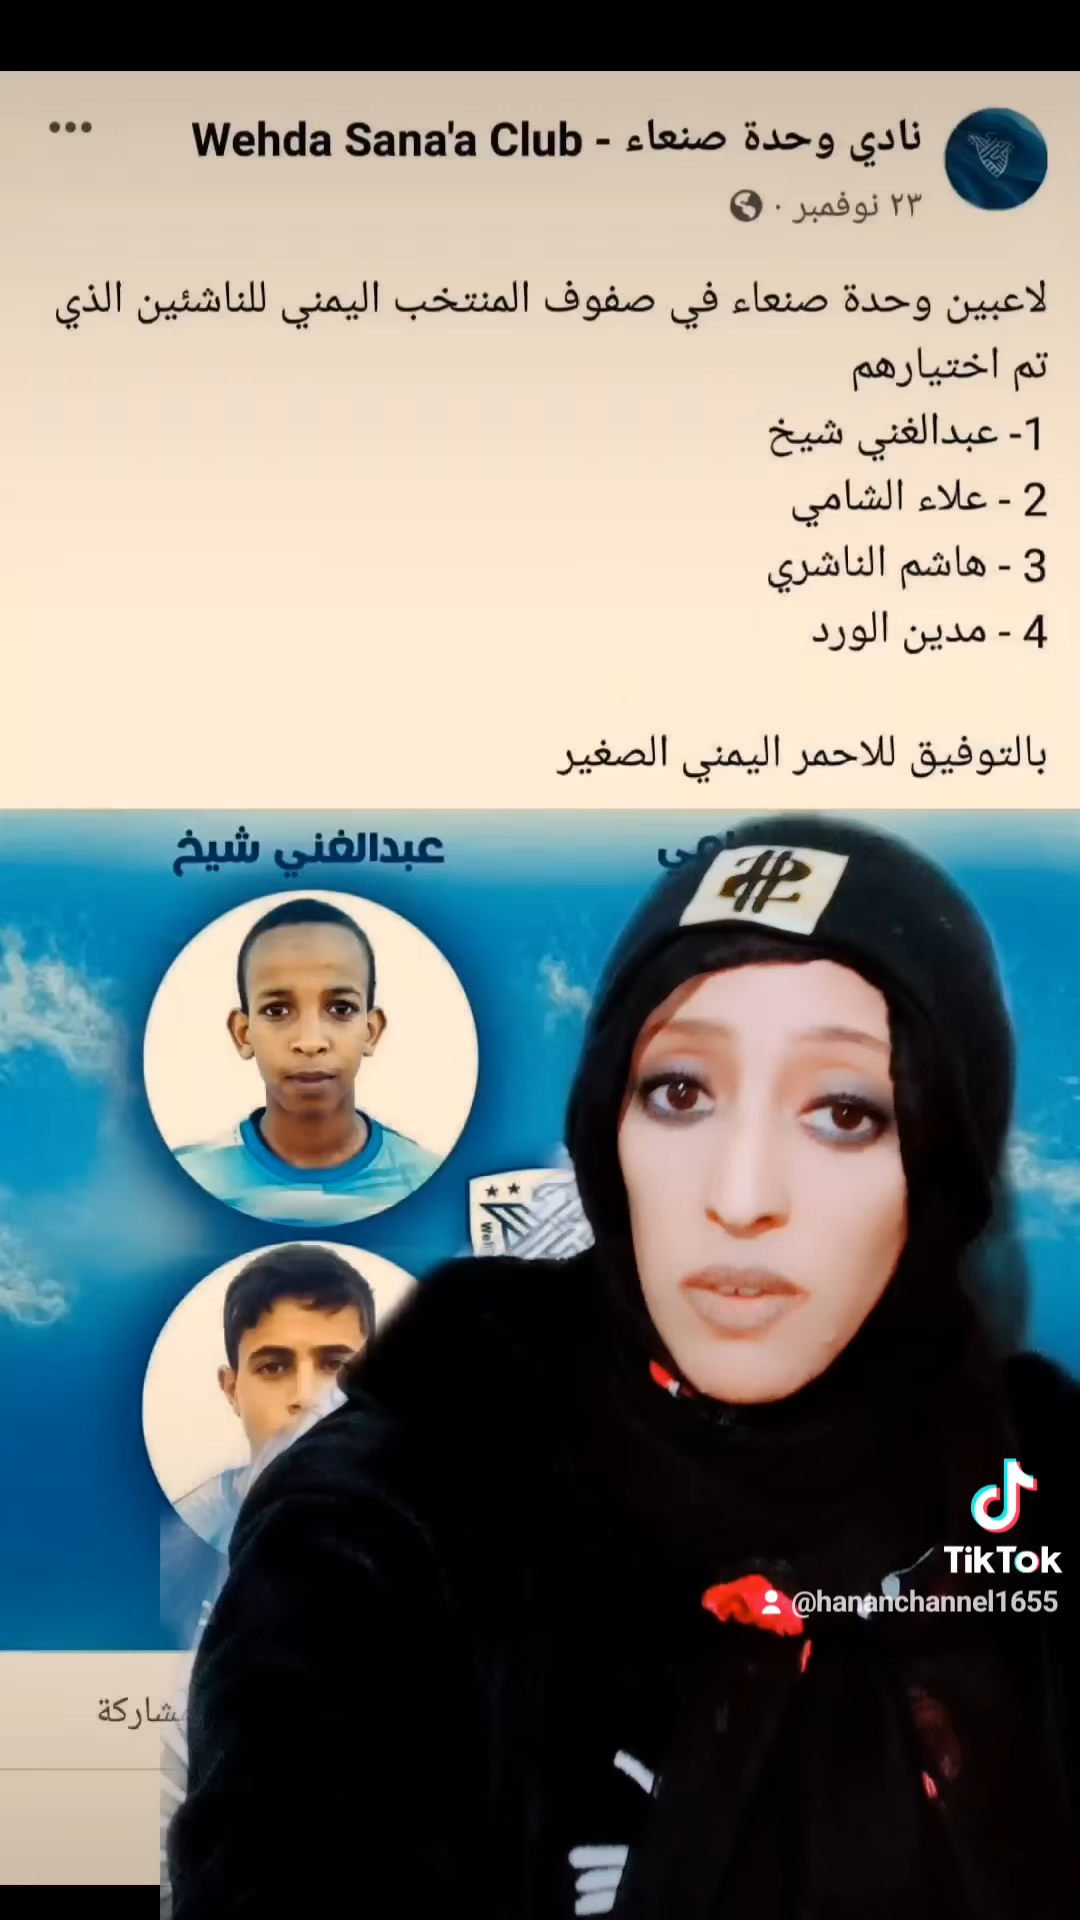 نادي وحدة صنعاء - Wehda Sana'a Club
٢٣ نوفمبر ·
لاعبين وحدة صنعاء في صفوف المنتخب اليمني للناشئين الذي
تم اختيارهم
1- عبدالغني شيخ
2 - علاء الشامي
3 - هاشم الناشري
4 - مدين الورد
بالتوفيق للاحمر اليمني الصغير
عبدالغني شيخ
TikTok
@hananchannel1655
مشاركة